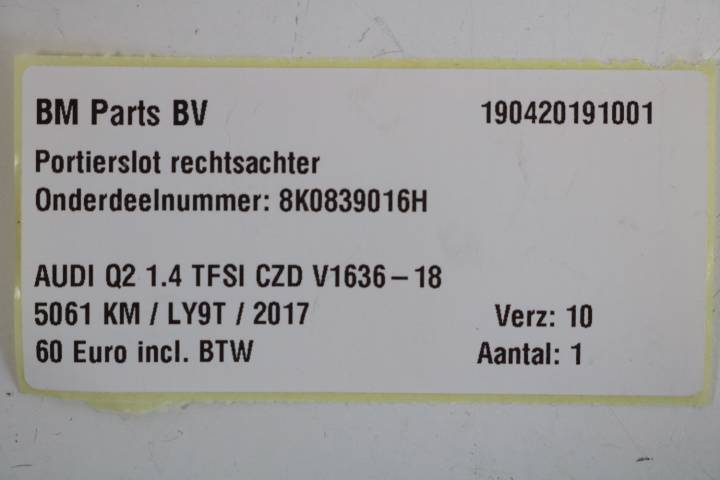 BM Parts BV 190420191001
Portierslot rechtsachter
Onderdeelnummer: 8K0839016H
AUDI Q2 1.4 TFSI CZD V1636-18
5061 KM / LY9T / 2017 Verz: 10
60 Euro incl. BTW Aantal: 1